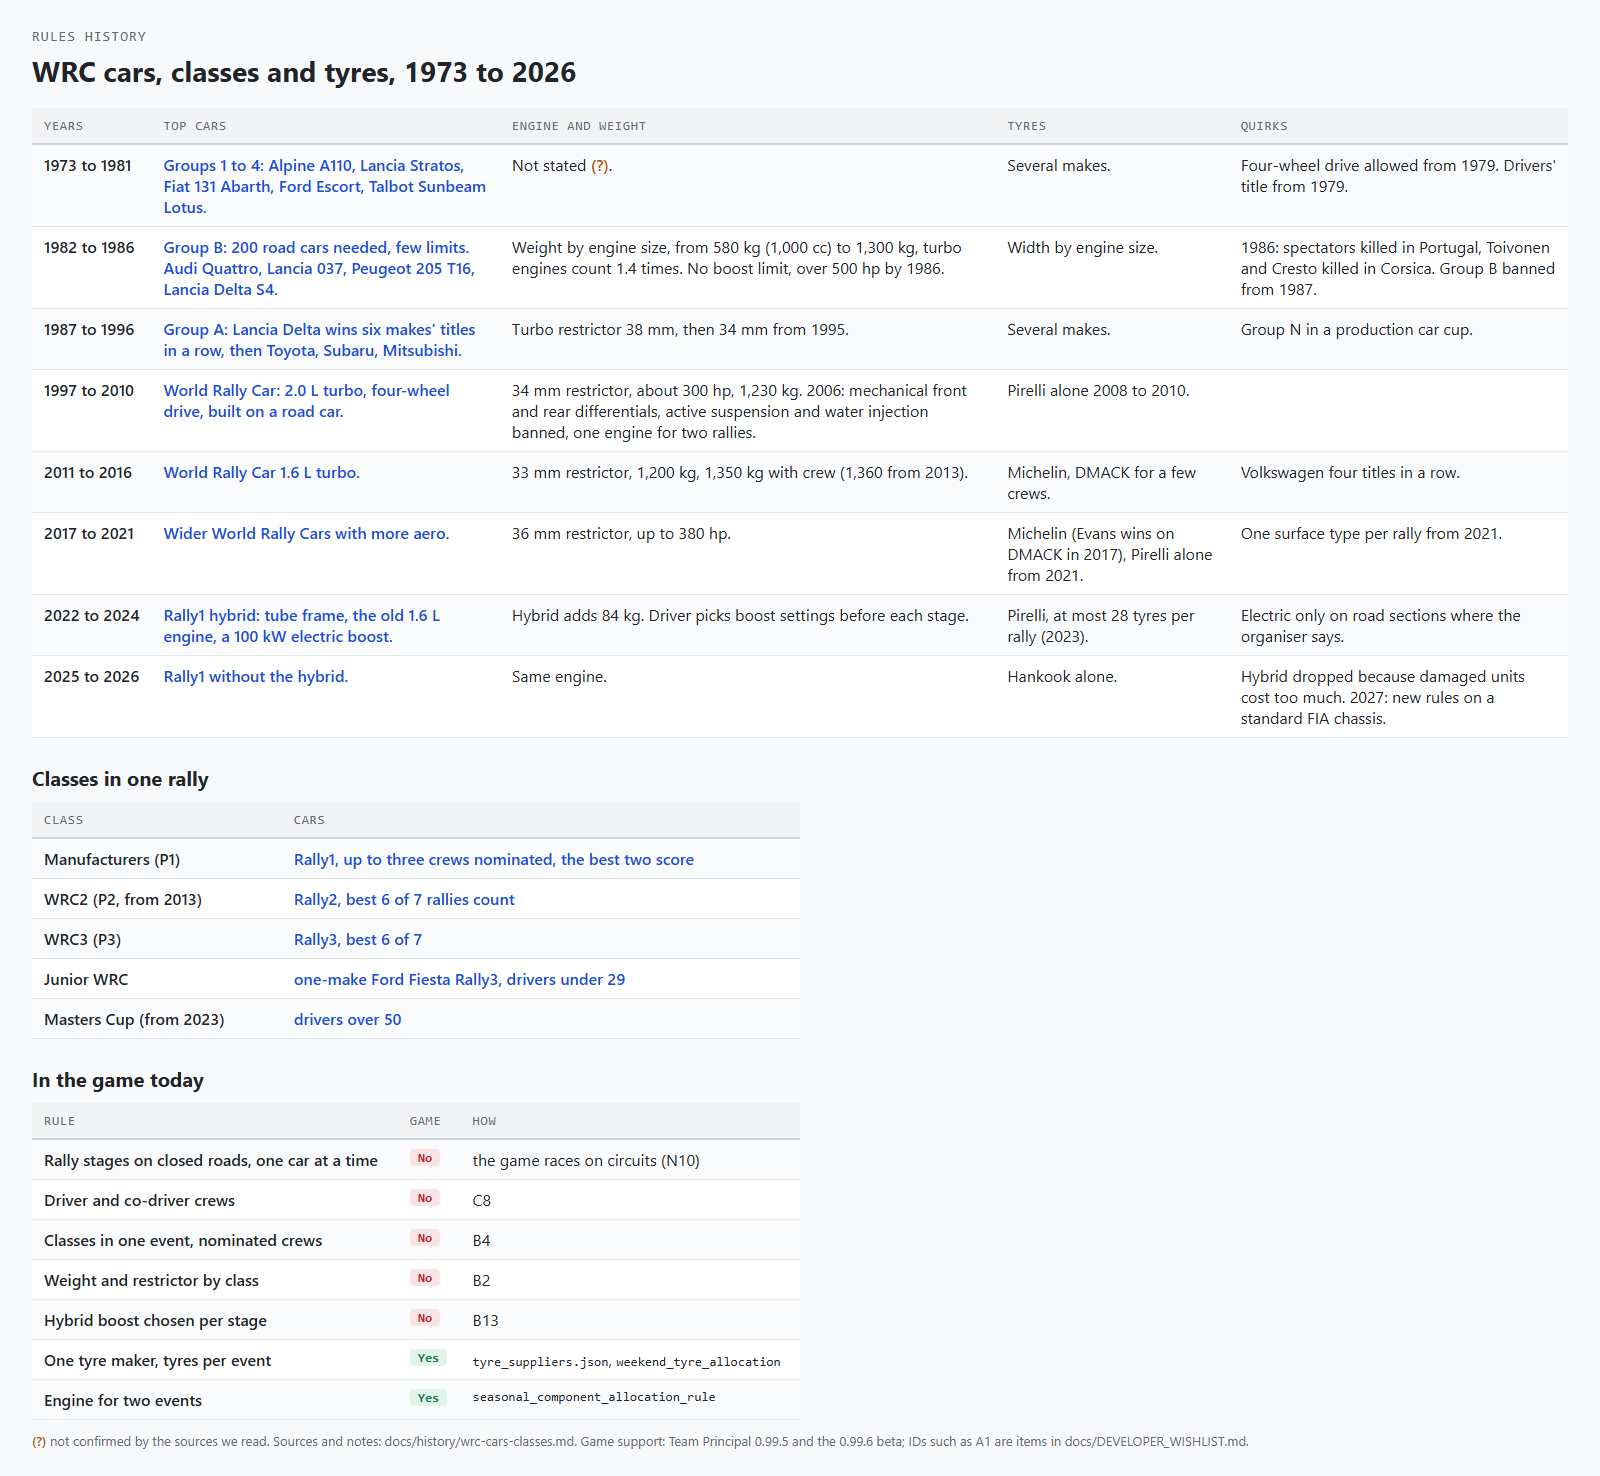 RULES HISTORY
WRC cars, classes and tyres, 1973 to 2026
YEARS TOP CARS ENGINE AND WEIGHT TYRES QUIRKS
1973 to 1981 Groups 1 to 4: Alpine A110, Lancia Stratos, Not stated (?). Several makes. Four-wheel drive allowed from 1979. Drivers'
Fiat 131 Abarth, Ford Escort, Talbot Sunbeam title from 1979.
Lotus.
1982 to 1986 Group B: 200 road cars needed, few limits. Weight by engine size, from 580 kg (1,000 cc) to 1,300 kg, turbo Width by engine size. 1986: spectators killed in Portugal, Toivonen
Audi Quattro, Lancia 037, Peugeot 205 T16, engines count 1.4 times. No boost limit, over 500 hp by 1986. and Cresto killed in Corsica. Group B banned
Lancia Delta S4. from 1987.
1987 to 1996 Group A: Lancia Delta wins six makes' titles Turbo restrictor 38 mm, then 34 mm from 1995. Several makes. Group N in a production car cup.
in a row, then Toyota, Subaru, Mitsubishi.
1997 to 2010 World Rally Car: 2.0 L turbo, four-wheel 34 mm restrictor, about 300 hp, 1,230 kg. 2006: mechanical front Pirelli alone 2008 to 2010.
drive, built on a road car. and rear differentials, active suspension and water injection
banned, one engine for two rallies.
2011 to 2016 World Rally Car 1.6 L turbo. 33 mm restrictor, 1,200 kg, 1,350 kg with crew (1,360 from 2013). Michelin, DMACK for a few Volkswagen four titles in a row.
crews.
2017 to 2021 Wider World Rally Cars with more aero. 36 mm restrictor, up to 380 hp. Michelin (Evans wins on One surface type per rally from 2021.
DMACK in 2017), Pirelli alone
from 2021.
2022 to 2024 Rally1 hybrid: tube frame, the old 1.6 L Hybrid adds 84 kg. Driver picks boost settings before each stage. Pirelli, at most 28 tyres per Electric only on road sections where the
engine, a 100 kW electric boost. rally (2023). organiser says.
2025 to 2026 Rally1 without the hybrid. Same engine. Hankook alone. Hybrid dropped because damaged units
cost too much. 2027: new rules on a
standard FIA chassis.
Classes in one rally
CLASS CARS
Manufacturers (P1) Rally1, up to three crews nominated, the best two score
WRC2 (P2, from 2013) Rally2, best 6 of 7 rallies count
WRC3 (P3) Rally3, best 6 of 7
Junior WRC one-make Ford Fiesta Rally3, drivers under 29
Masters Cup (from 2023) drivers over 50
In the game today
RULE GAME HOW
Rally stages on closed roads, one car at a time No the game races on circuits (N10)
Driver and co-driver crews No C8
Classes in one event, nominated crews No B4
Weight and restrictor by class No B2
Hybrid boost chosen per stage No B13
One tyre maker, tyres per event Yes tyre_suppliers.json, weekend_tyre_allocation
Engine for two events Yes seasonal_component_allocation_rule
(?) not confirmed by the sources we read. Sources and notes: docs/history/wrc-cars-classes.md. Game support: Team Principal 0.99.5 and the 0.99.6 beta; IDs such as A1 are items in docs/DEVELOPER_WISHLIST.md.